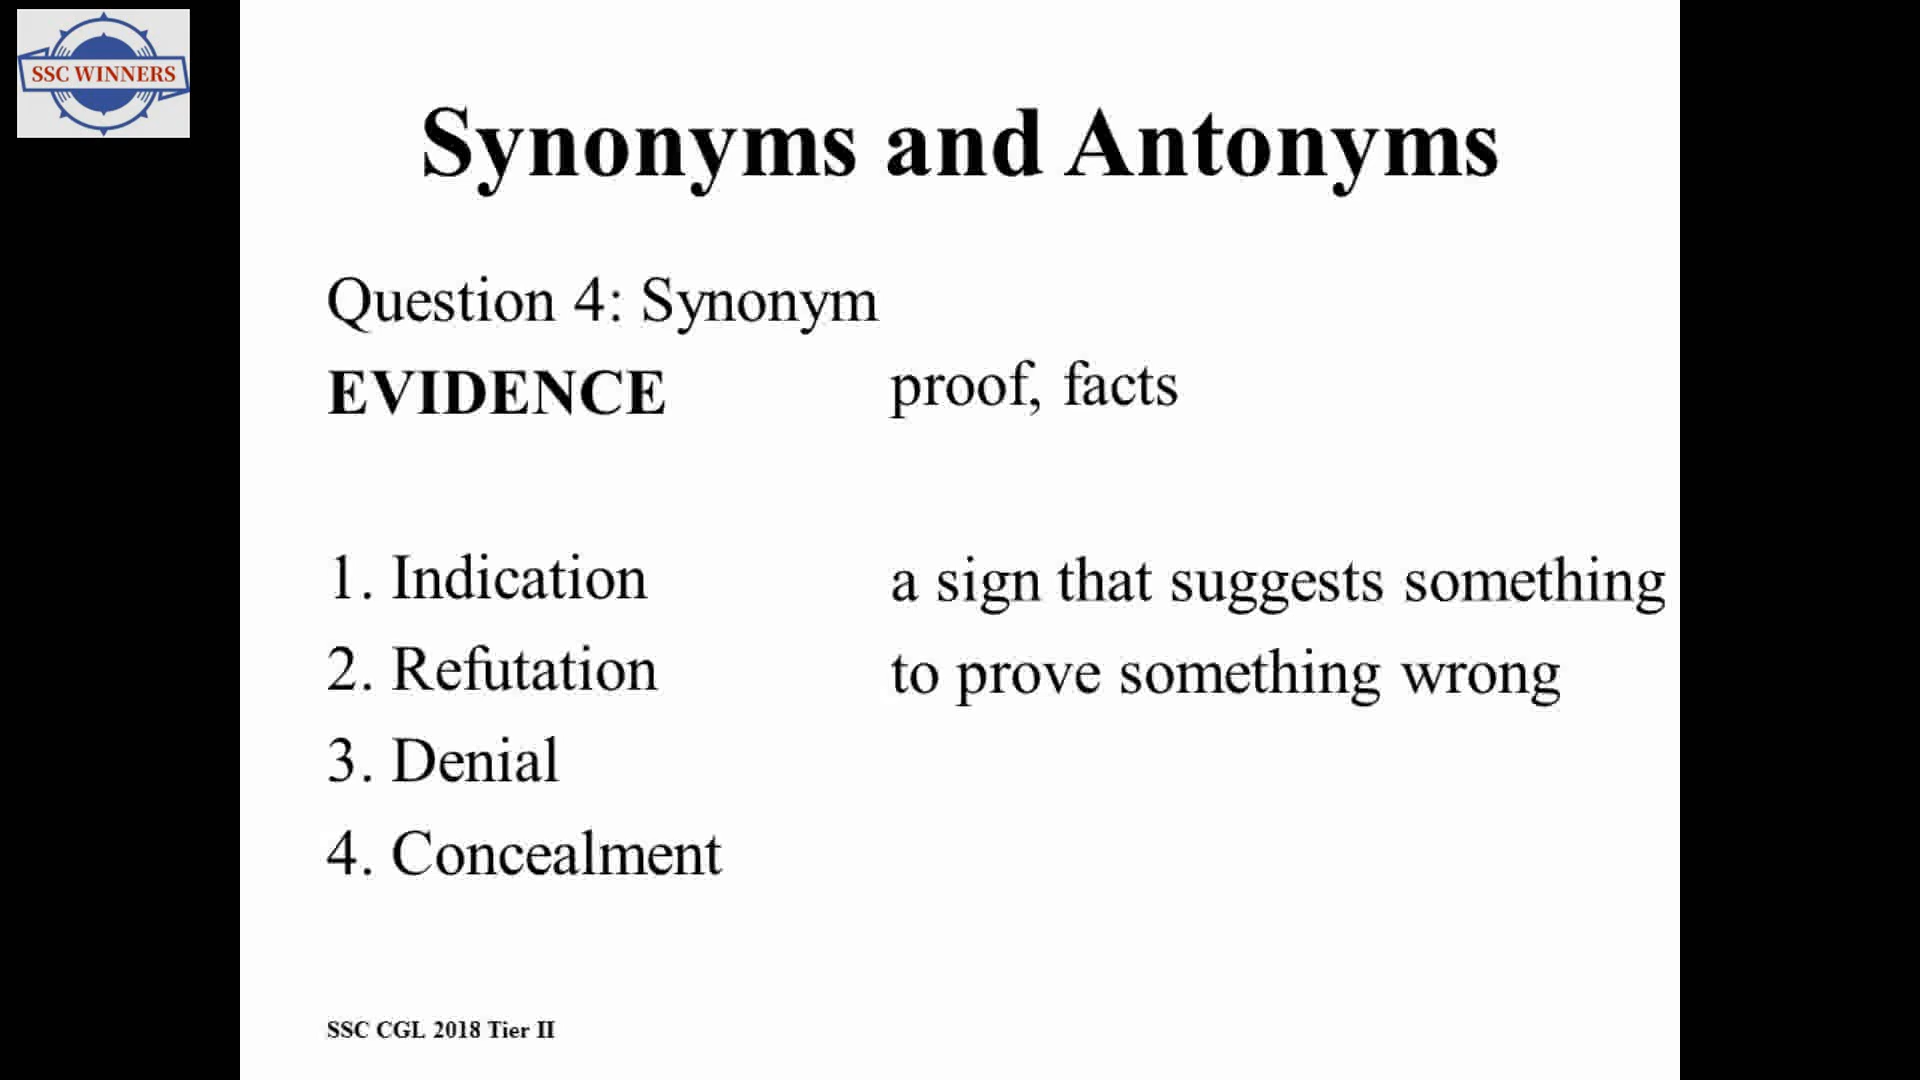 SSC WINNERS
Synonyms and Antonyms
Question 4: Synonym
EVIDENCE proof, facts
1. Indication a sign that suggests something
2. Refutation to prove something wrong
3. Denial
4. Concealment
SSC CGL 2018 Tier II